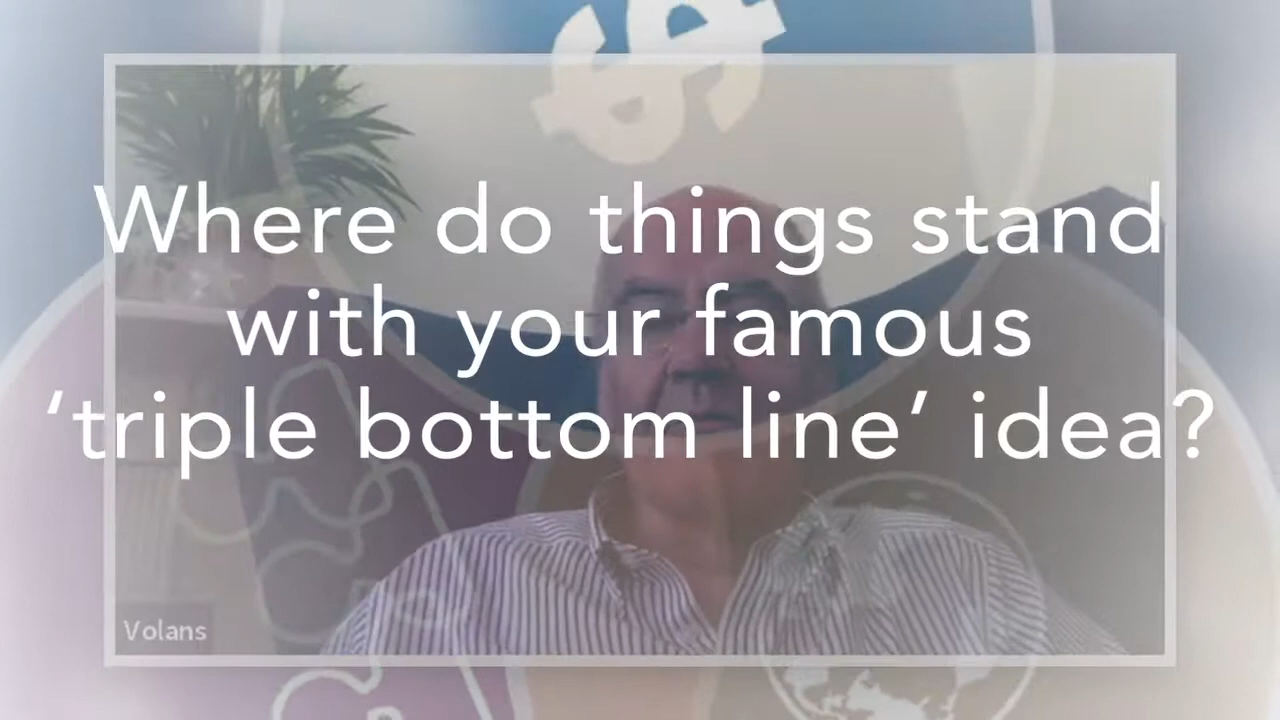 $
Where do things stand
with your famous
‘triple bottom line’ idea?
Volans